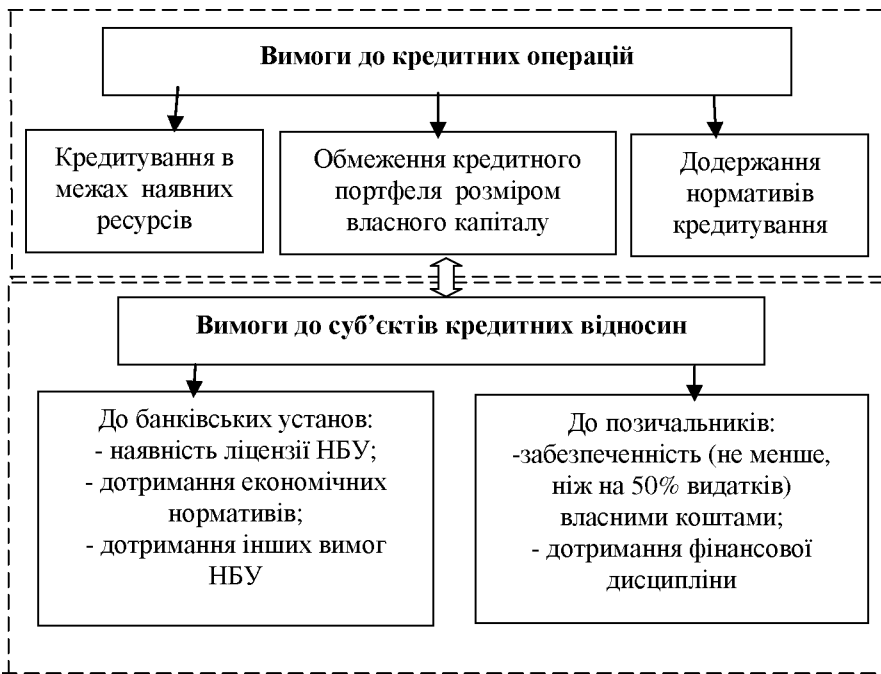 Вимоги до кредитних операцій
Кредитування в
межах наявних
ресурсів
Обмеження кредитного
портфеля розміром
власного капіталу
Додержання
нормативів
кредитування
Вимоги до суб’єктів кредитних відносин
До банківських установ:
- наявність ліцензії НБУ;
- дотримання економічних
нормативів;
- дотримання інших вимог
НБУ
До позичальників:
-забезпеченність (не менше,
ніж на 50% видатків)
власними коштами;
- дотримання фінансової
дисципліни